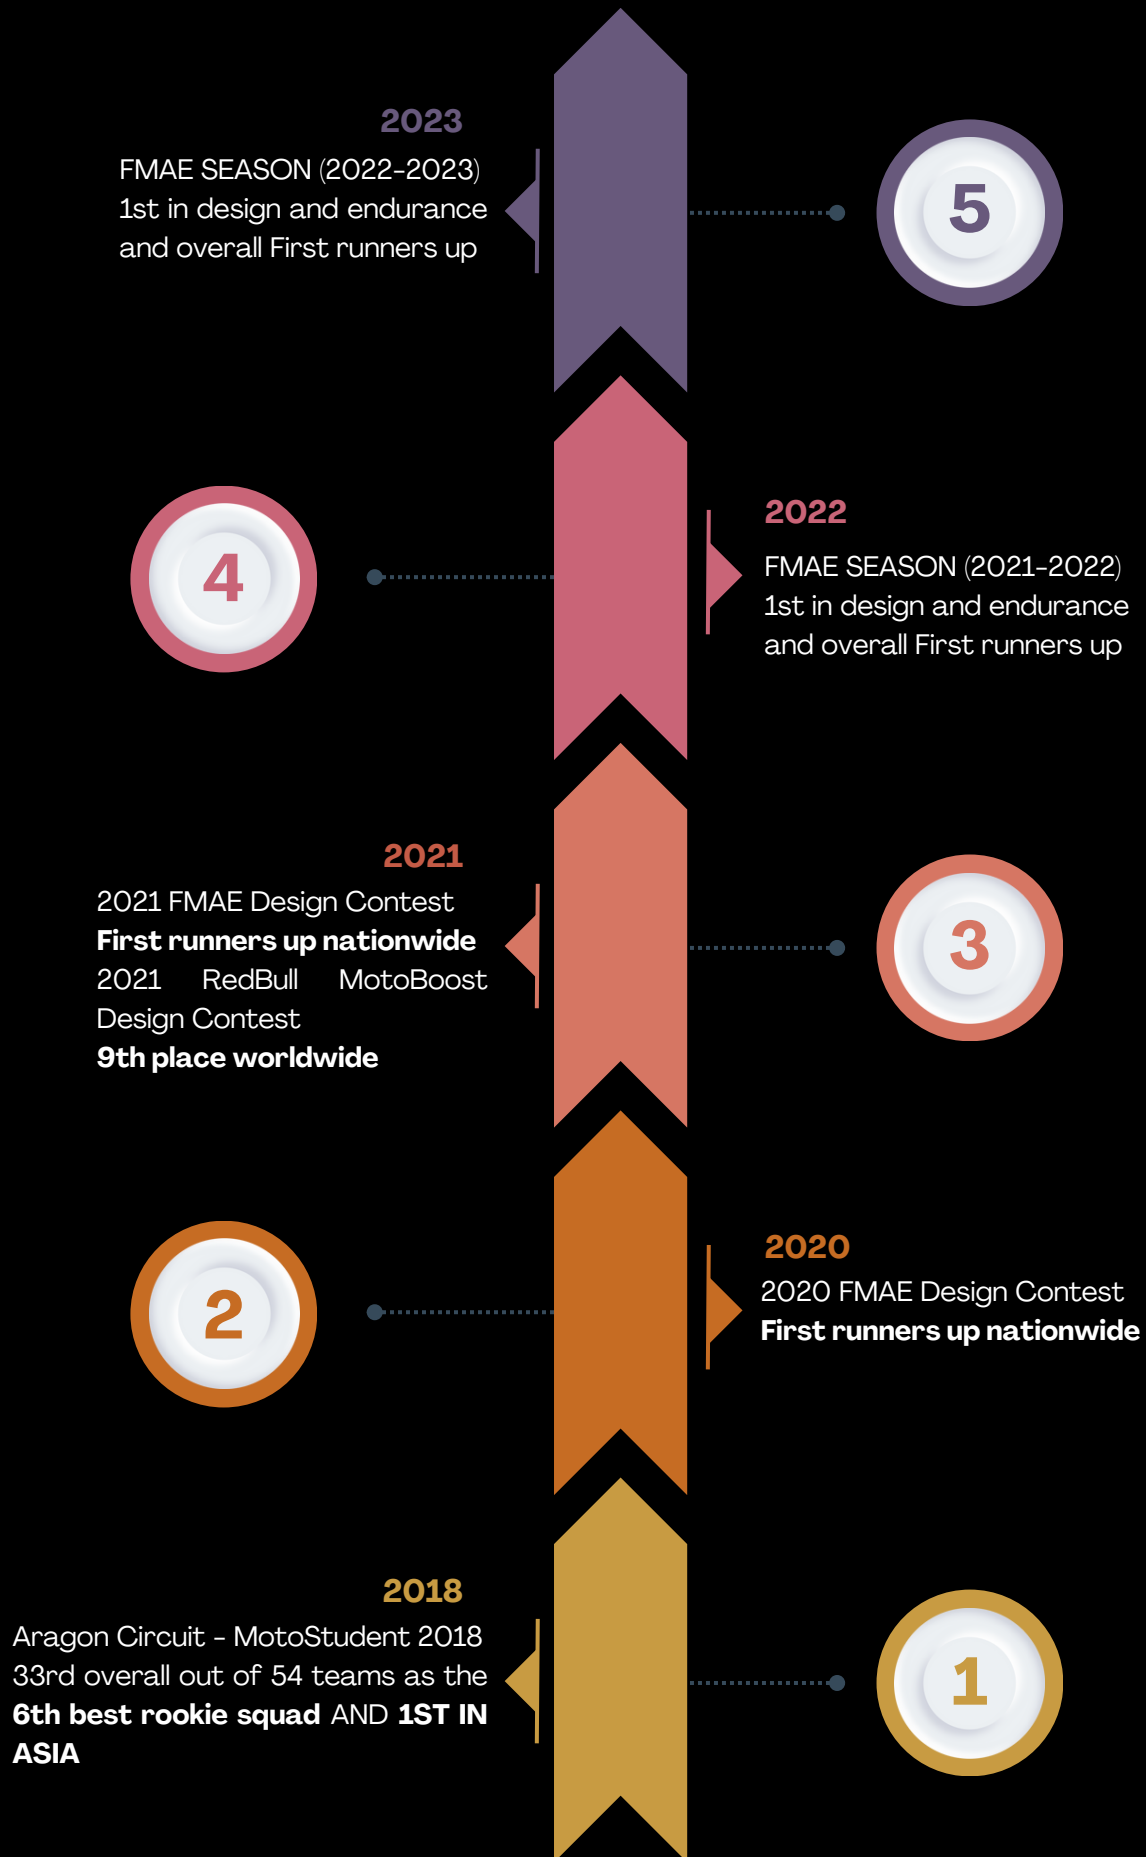 2023
FMAE SEASON (2022-2023)
1st in design and endurance
and overall First runners up
5
4
2022
FMAE SEASON (2021-2022)
1st in design and endurance
and overall First runners up
2021
2021 FMAE Design Contest
First runners up nationwide
2021 RedBull MotoBoost
Design Contest
9th place worldwide
3
2
2020
2020 FMAE Design Contest
First runners up nationwide
2018
Aragon Circuit - MotoStudent 2018
33rd overall out of 54 teams as the
6th best rookie squad AND 1ST IN
ASIA
1